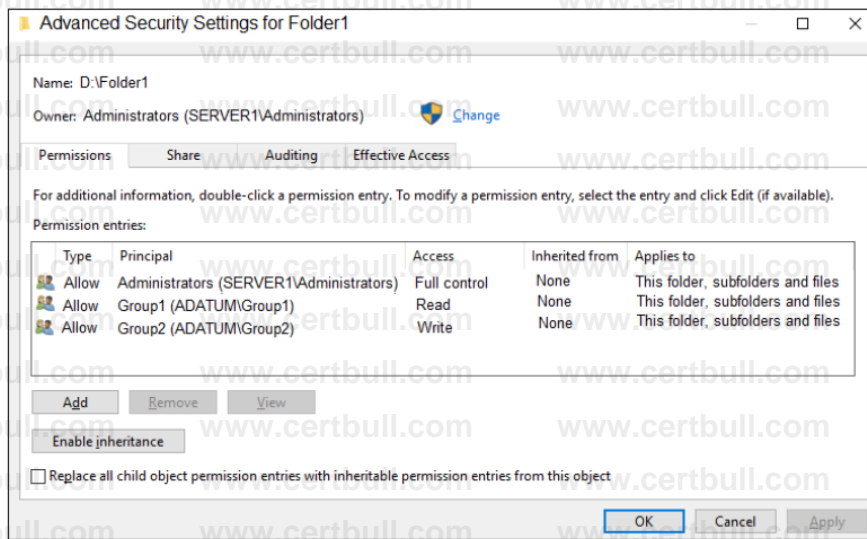 Advanced Security Settings for Folder1
Name: D:\Folder1
Owner: Administrators (SERVER1\Administrators) Change
Permissions Share Auditing Effective Access
For additional information, double-click a permission entry. To modify a permission entry, select the entry and click Edit (if available).
Permission entries:
Type Principal Access Inherited from Applies to
Allow Administrators (SERVER1\Administrators) Full control None This folder, subfolders and files
Allow Group1 (ADATUM\Group1) Read None This folder, subfolders and files
Allow Group2 (ADATUM\Group2) Write None This folder, subfolders and files
Add Remove View
Enable inheritance
Replace all child object permission entries with inheritable permission entries from this object
OK Cancel Apply
www.certbull.com